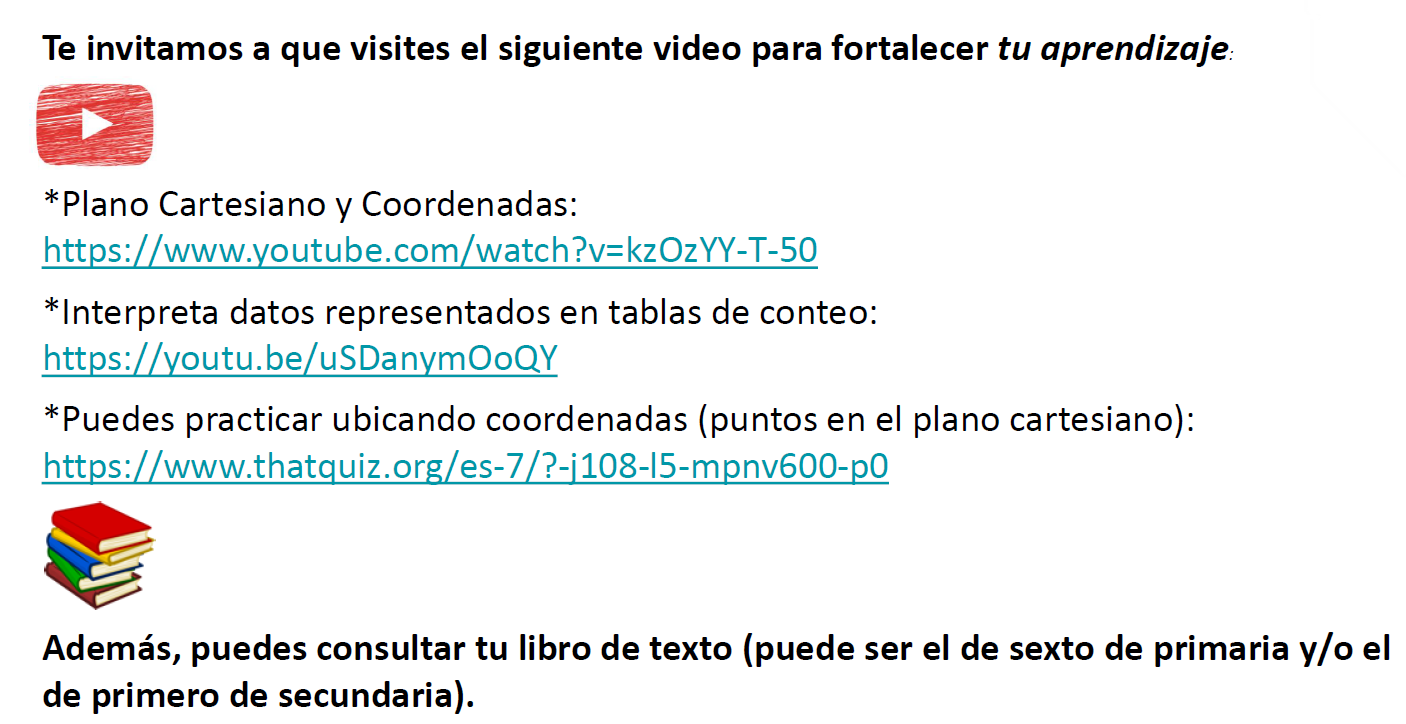 Te invitamos a que visites el siguiente video para fortalecer tu aprendizaje:
*Plano Cartesiano y Coordenadas:
https://www.youtube.com/watch?v=kzOzYY-T-50
*Interpreta datos representados en tablas de conteo:
https://youtu.be/uSDanymOoQY
*Puedes practicar ubicando coordenadas (puntos en el plano cartesiano):
https://www.thatquiz.org/es-7/?-j108-l5-mpnv600-p0
Además, puedes consultar tu libro de texto (puede ser el de sexto de primaria y/o el
de primero de secundaria).